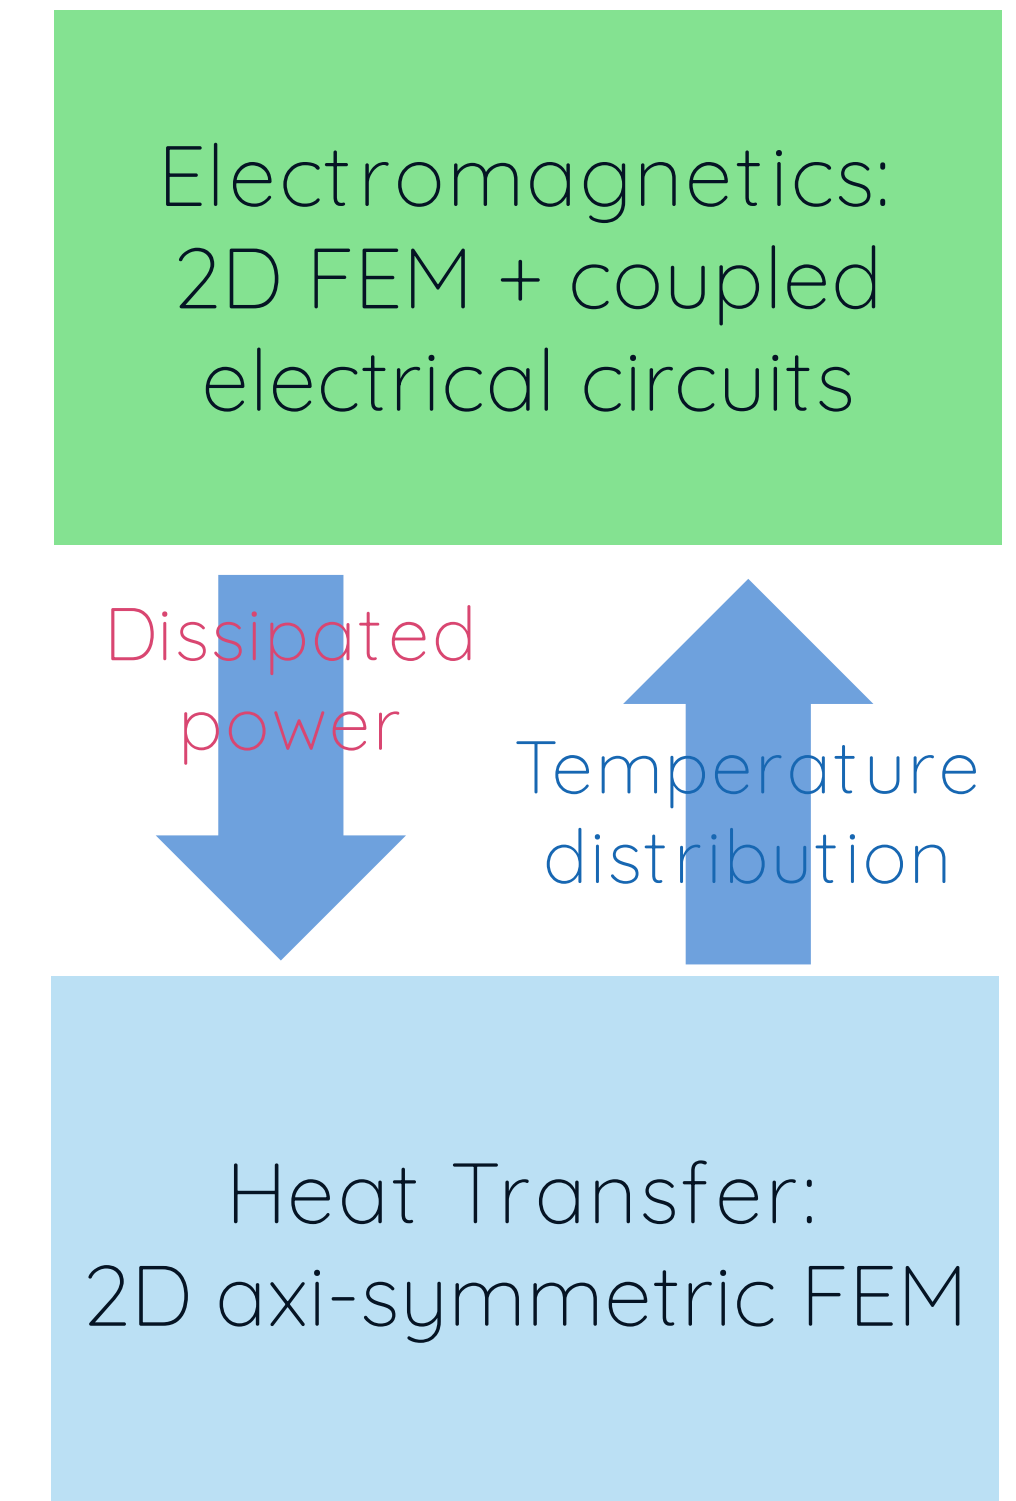 Electromagnetics:
2D FEM + coupled
electrical circuits
Dissipated
power
Temperature
distribution
Heat Transfer:
2D axi-symmetric FEM